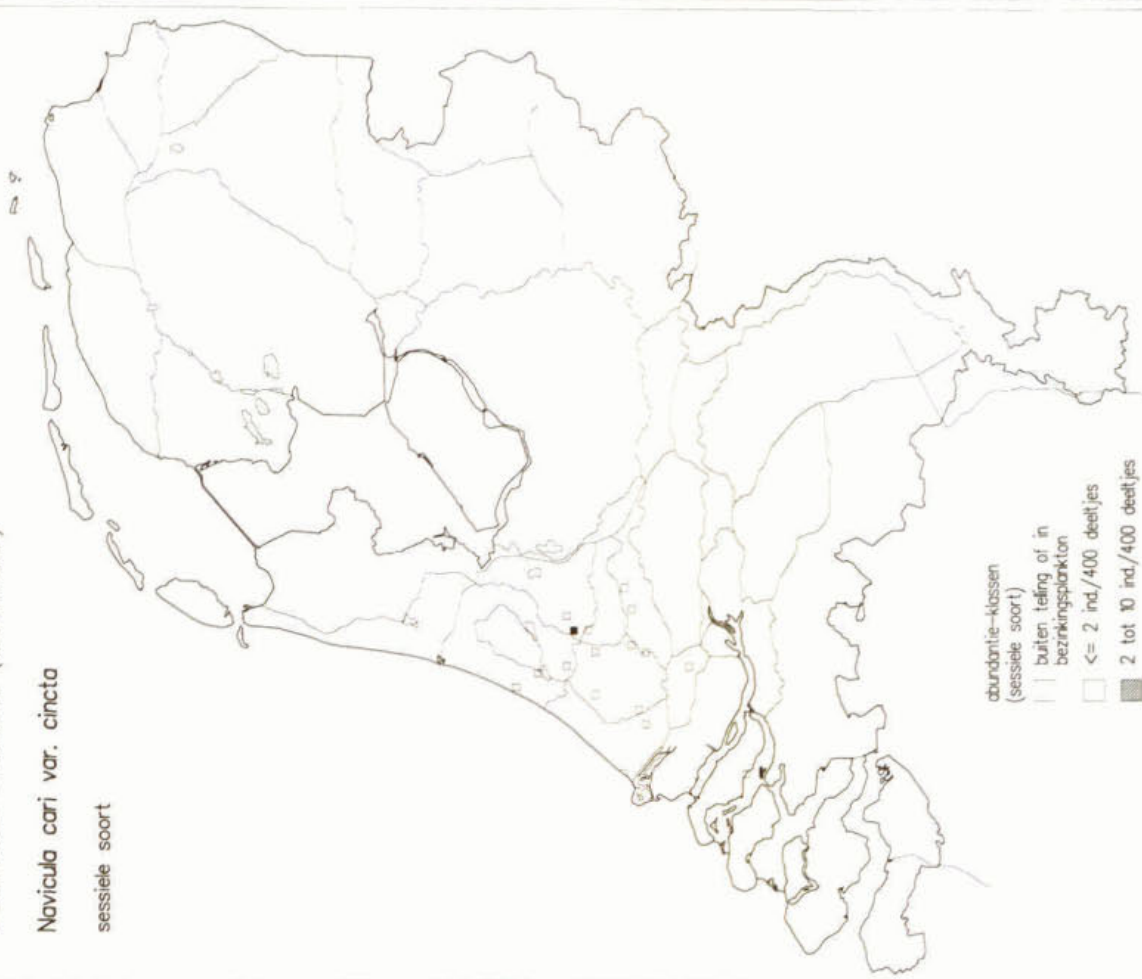 Navicula cari var. cincta
sessiele soort
abundantie-klassen
(sessiele soort)
buiten telling of in
bezinkingsplankton
<= 2 ind./400 deeltjes
2 tot 10 ind./400 deeltjes